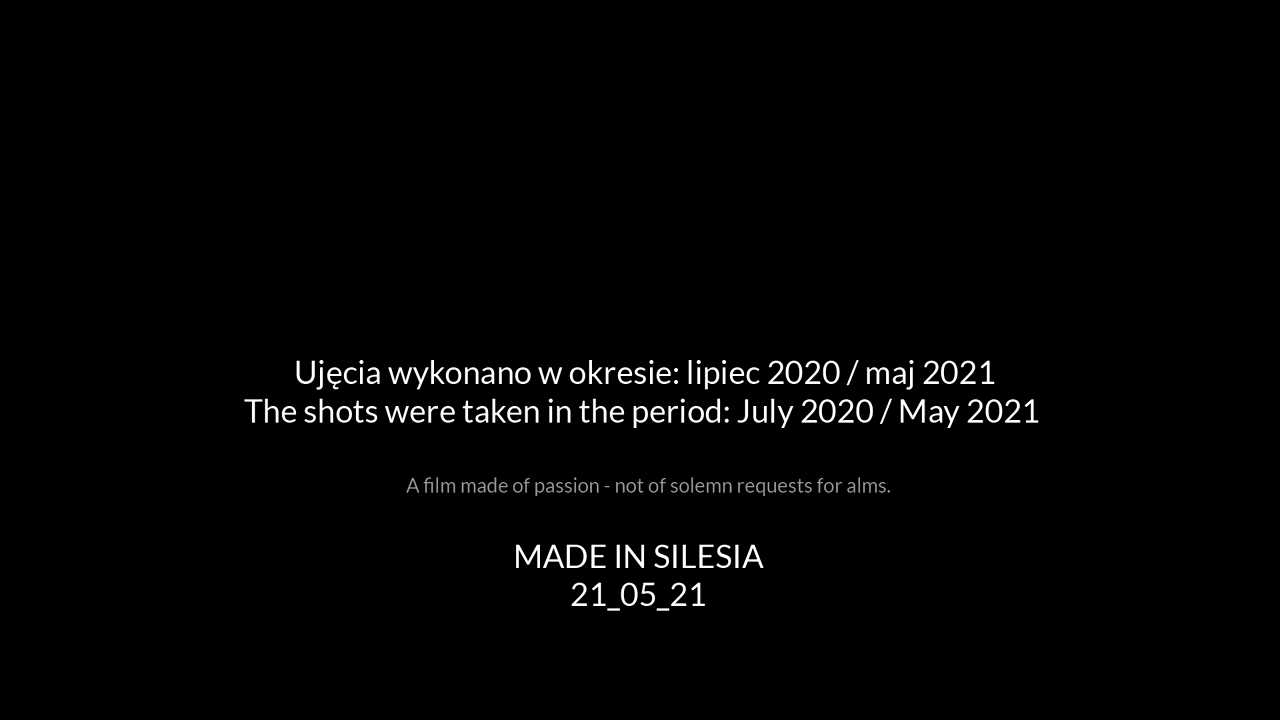 Ujęcia wykonano w okresie: lipiec 2020 / maj 2021
The shots were taken in the period: July 2020 / May 2021
A film made of passion - not of solemn requests for alms.
MADE IN SILESIA
21_05_21